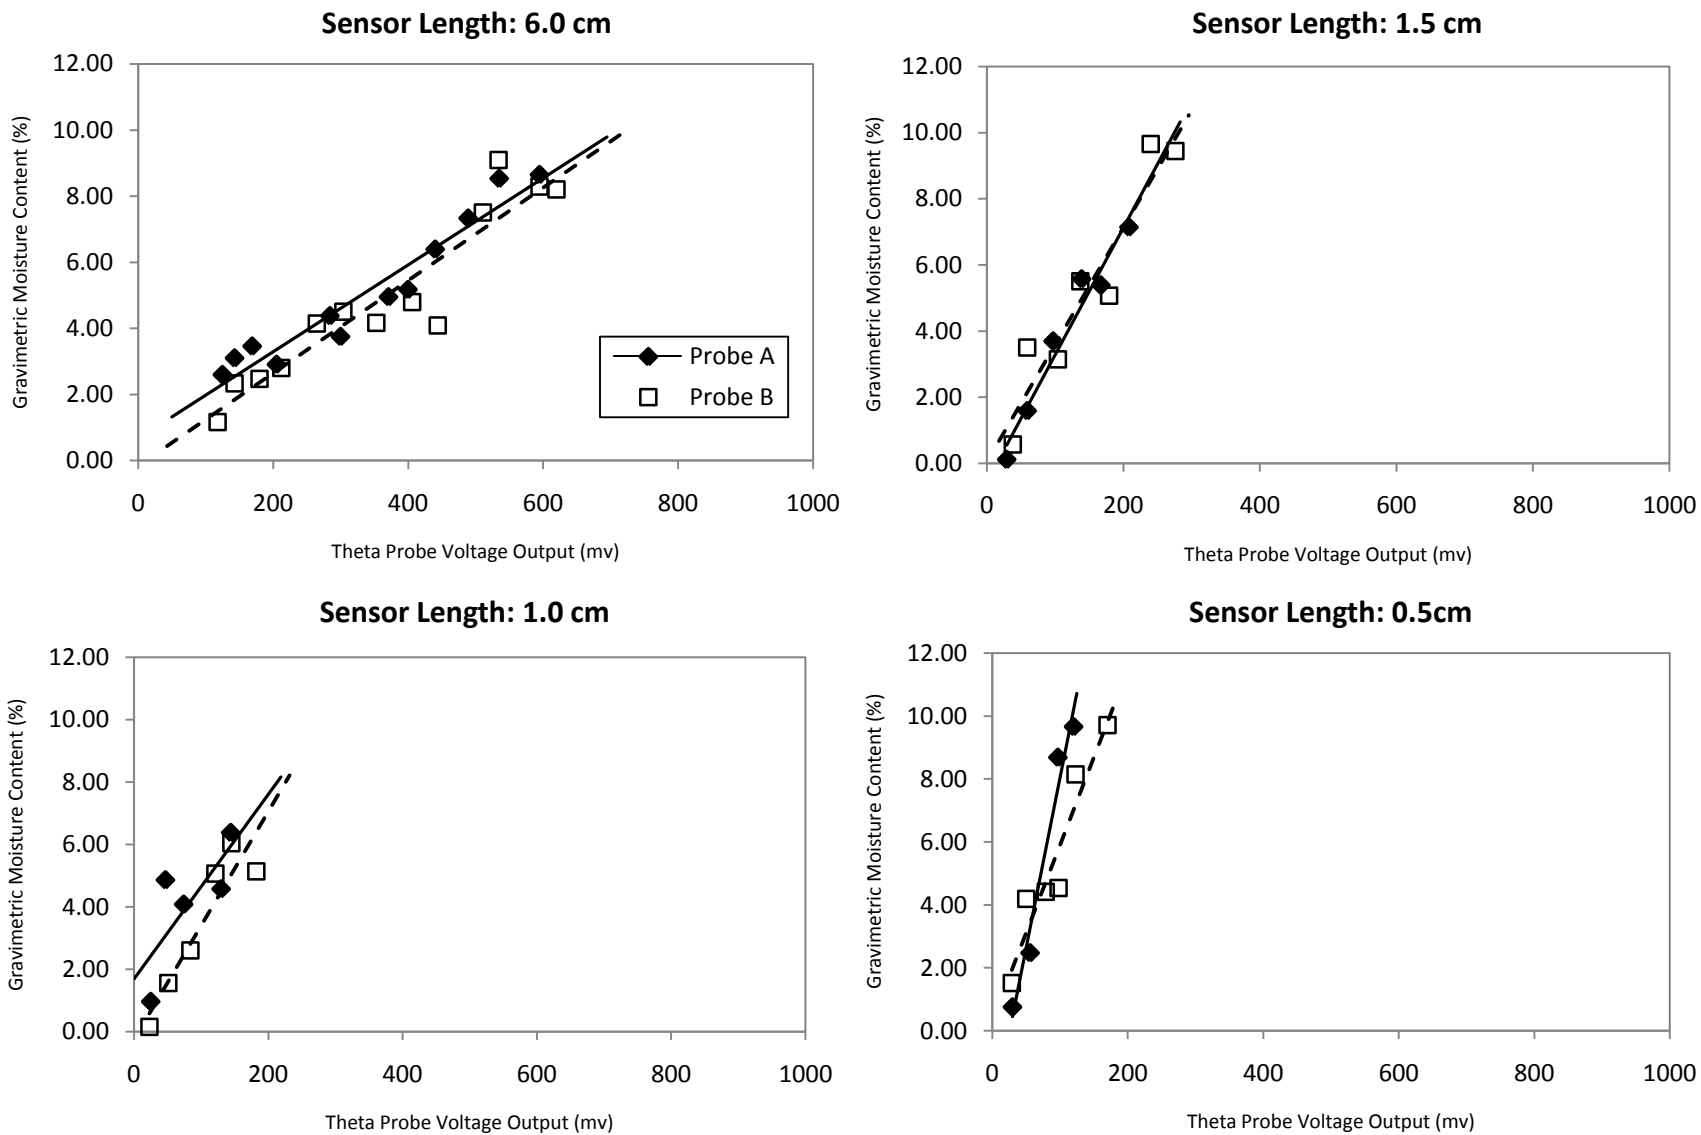 Sensor Length: 6.0 cm
12.00
10.00
8.00
6.00
4.00
2.00
0.00
Gravimetric Moisture Content (%)
Probe A
Probe B
0 200 400 600 800 1000
Theta Probe Voltage Output (mv)
Sensor Length: 1.5 cm
12.00
10.00
8.00
6.00
4.00
2.00
0.00
Gravimetric Moisture Content (%)
0 200 400 600 800 1000
Theta Probe Voltage Output (mv)
Sensor Length: 1.0 cm
12.00
10.00
8.00
6.00
4.00
2.00
0.00
Gravimetric Moisture Content (%)
0 200 400 600 800 1000
Theta Probe Voltage Output (mv)
Sensor Length: 0.5cm
12.00
10.00
8.00
6.00
4.00
2.00
0.00
Gravimetric Moisture Content (%)
0 200 400 600 800 1000
Theta Probe Voltage Output (mv)